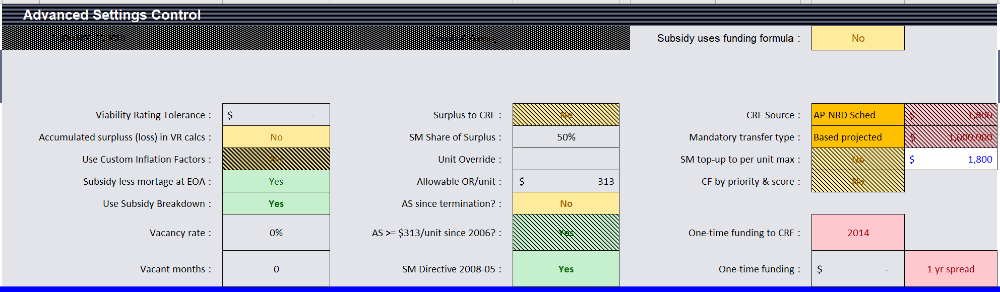 Advanced Settings Control
Subsidy uses funding formula : No
Viability Rating Tolerance : $ - Surplus to CRF : No CRF Source : AP-NRD Sched $ 1,800
Accumulated surpluss (loss) in VR calcs : No SM Share of Surplus : 50% Mandatory transfer type : Based projected $ 1,000,000
Use Custom Inflation Factors : No Unit Override : SM top-up to per unit max : No $ 1,800
Subsidy less mortage at EOA : Yes Allowable OR/unit : $ 313 CF by priority & score : No
Use Subsidy Breakdown : Yes AS since termination? : No
Vacancy rate : 0% AS >= $313/unit since 2006? : Yes One-time funding to CRF : 2014
Vacant months : 0 SM Directive 2008-05 : Yes One-time funding : $ - 1 yr spread